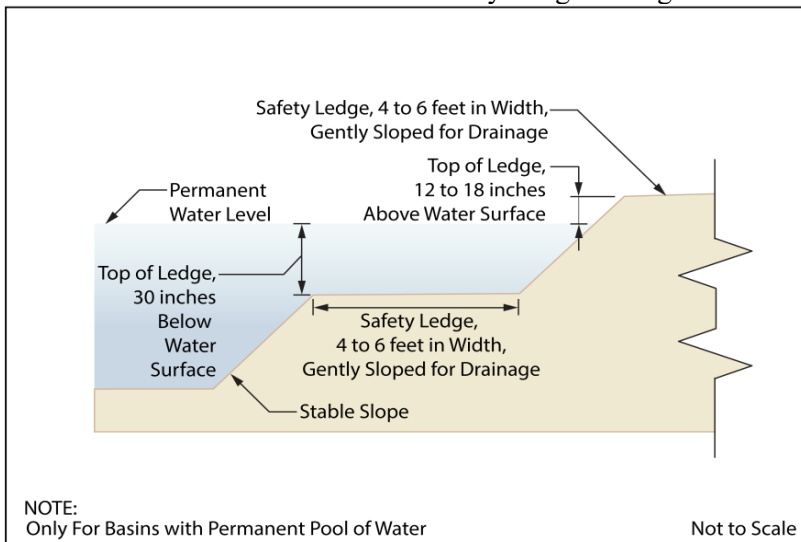 Safety Ledge, 4 to 6 feet in Width,
Gently Sloped for Drainage
Top of Ledge,
12 to 18 inches
Above Water Surface
Permanent
Water Level
Top of Ledge,
30 inches
Below
Water
Surface
Safety Ledge,
4 to 6 feet in Width,
Gently Sloped for Drainage
Stable Slope
NOTE:
Only For Basins with Permanent Pool of Water
Not to Scale